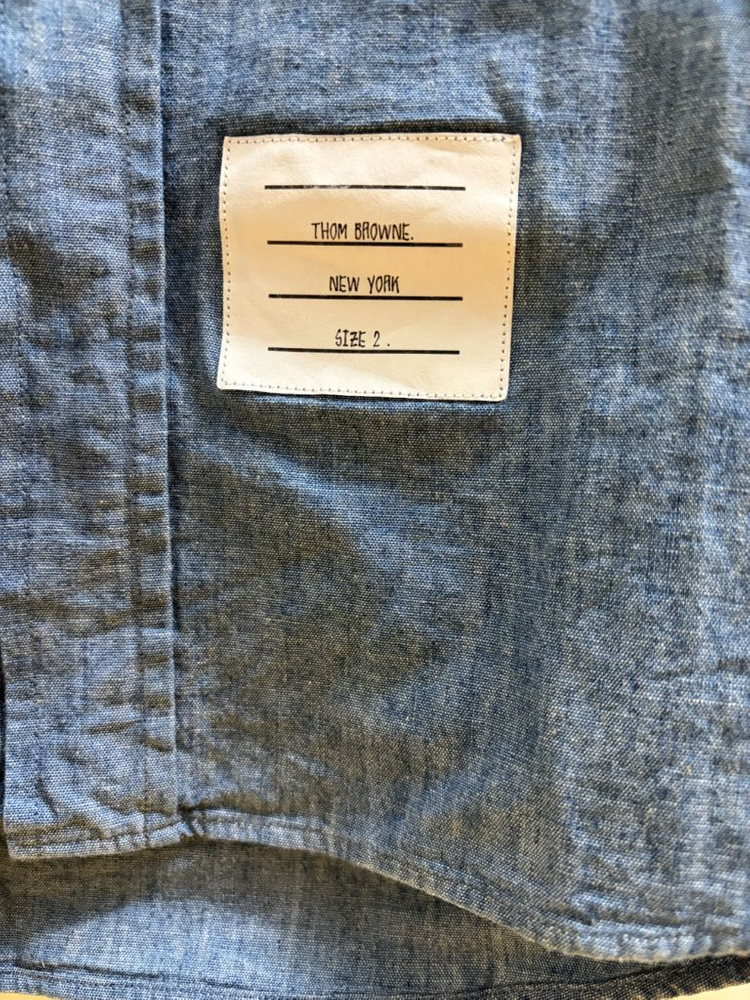 THOM BROWNE.
NEW YORK
SIZE 2 .